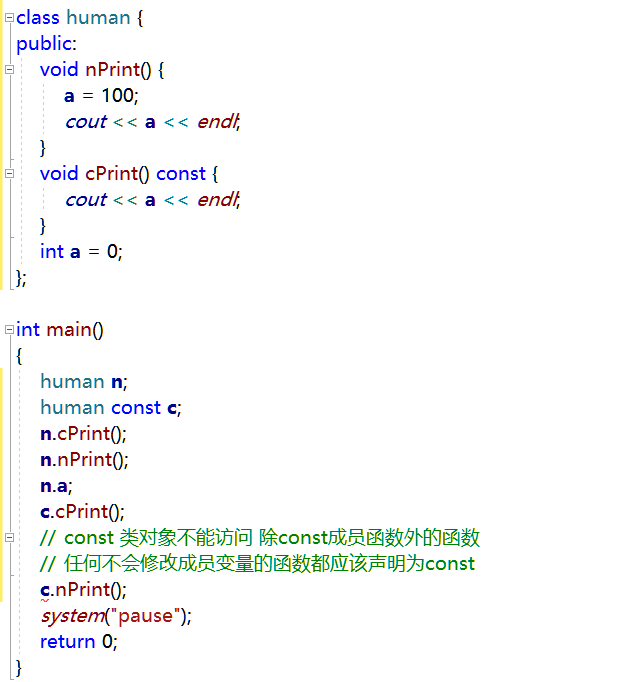 class human {
public:
void nPrint() {
a = 100;
cout << a << endl;
}
void cPrint() const {
cout << a << endl;
}
int a = 0;
};
int main()
{
human n;
human const c;
n.cPrint();
n.nPrint();
n.a;
c.cPrint();
// const 类对象不能访问 除const成员函数外的函数
// 任何不会修改成员变量的函数都应该声明为const
c.nPrint();
system("pause");
return 0;
}